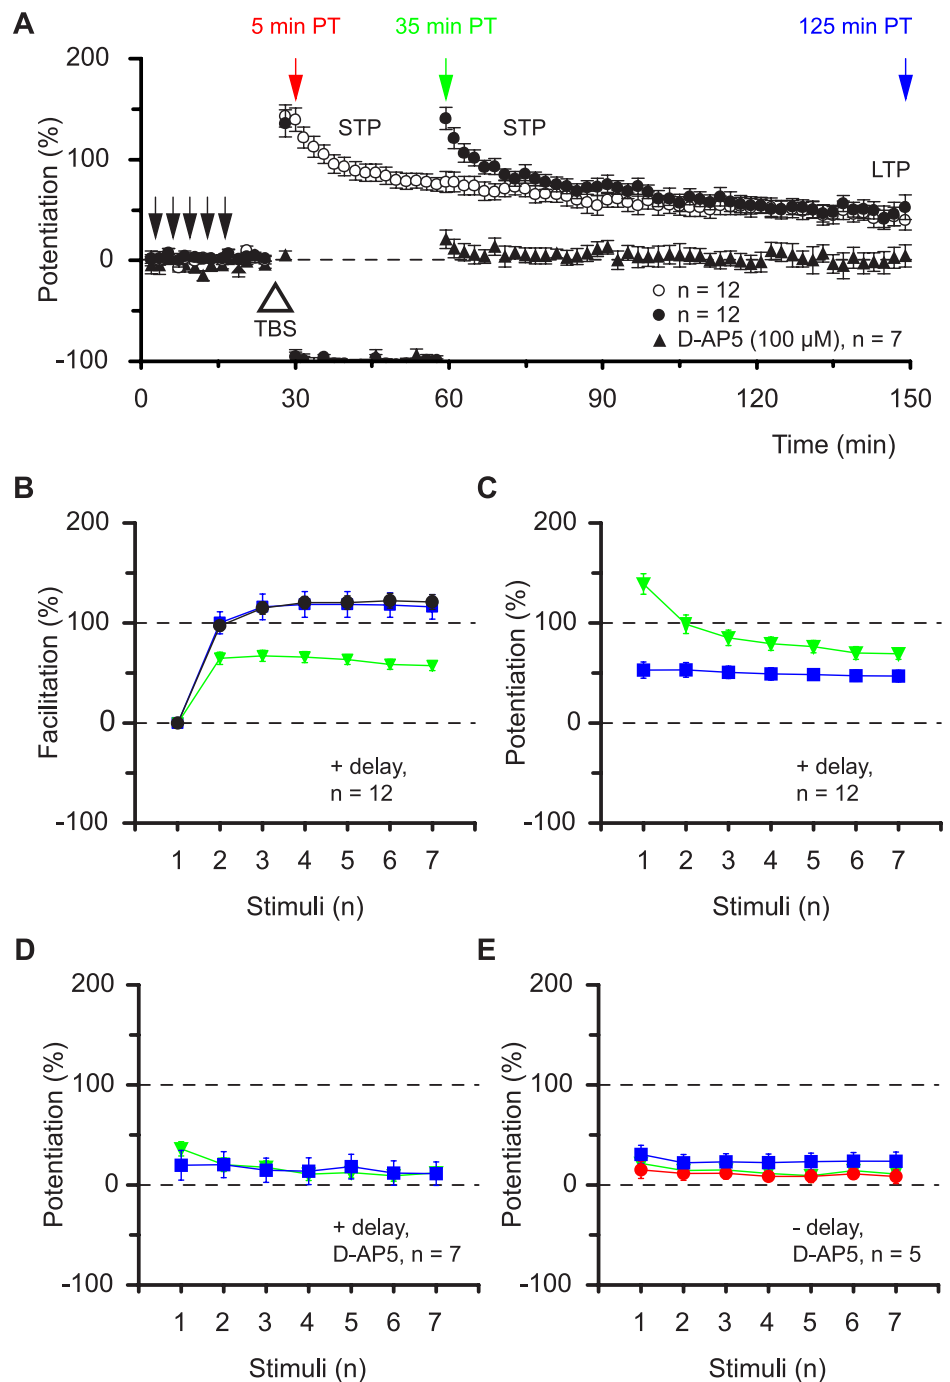 A
5 min PT
35 min PT
125 min PT
200
100
0
-100
Potentiation (%)
STP
STP
LTP
TBS
n = 12
n = 12
D-AP5 (100 µM), n = 7
0
30
60
90
120
150
Time (min)
B
200
100
0
-100
Facilitation (%)
+ delay,
n = 12
1 2 3 4 5 6 7
Stimuli (n)
C
200
100
0
-100
Potentiation (%)
+ delay,
n = 12
1 2 3 4 5 6 7
Stimuli (n)
D
200
100
0
-100
Potentiation (%)
+ delay,
D-AP5, n = 7
1 2 3 4 5 6 7
Stimuli (n)
E
200
100
0
-100
Potentiation (%)
- delay,
D-AP5, n = 5
1 2 3 4 5 6 7
Stimuli (n)